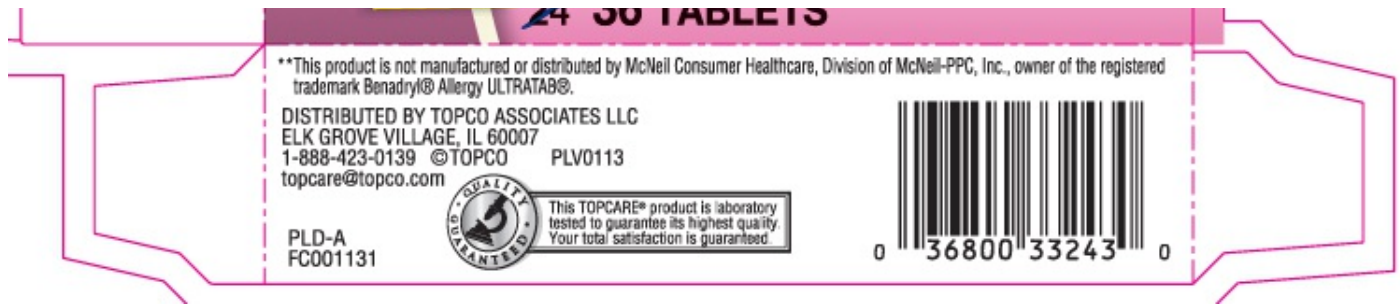 24 36 TABLETS
**This product is not manufactured or distributed by McNeil Consumer Healthcare, Division of McNeil-PPC, Inc., owner of the registered
trademark Benadryl® Allergy ULTRATAB®.
DISTRIBUTED BY TOPCO ASSOCIATES LLC
ELK GROVE VILLAGE, IL 60007
1-888-423-0139 ©TOPCO PLV0113
topcare@topco.com
· QUALITY ·
GUARANTEED
This TOPCARE® product is laboratory
tested to guarantee its highest quality.
Your total satisfaction is guaranteed.
PLD-A
FC001131
0 36800 33243 0